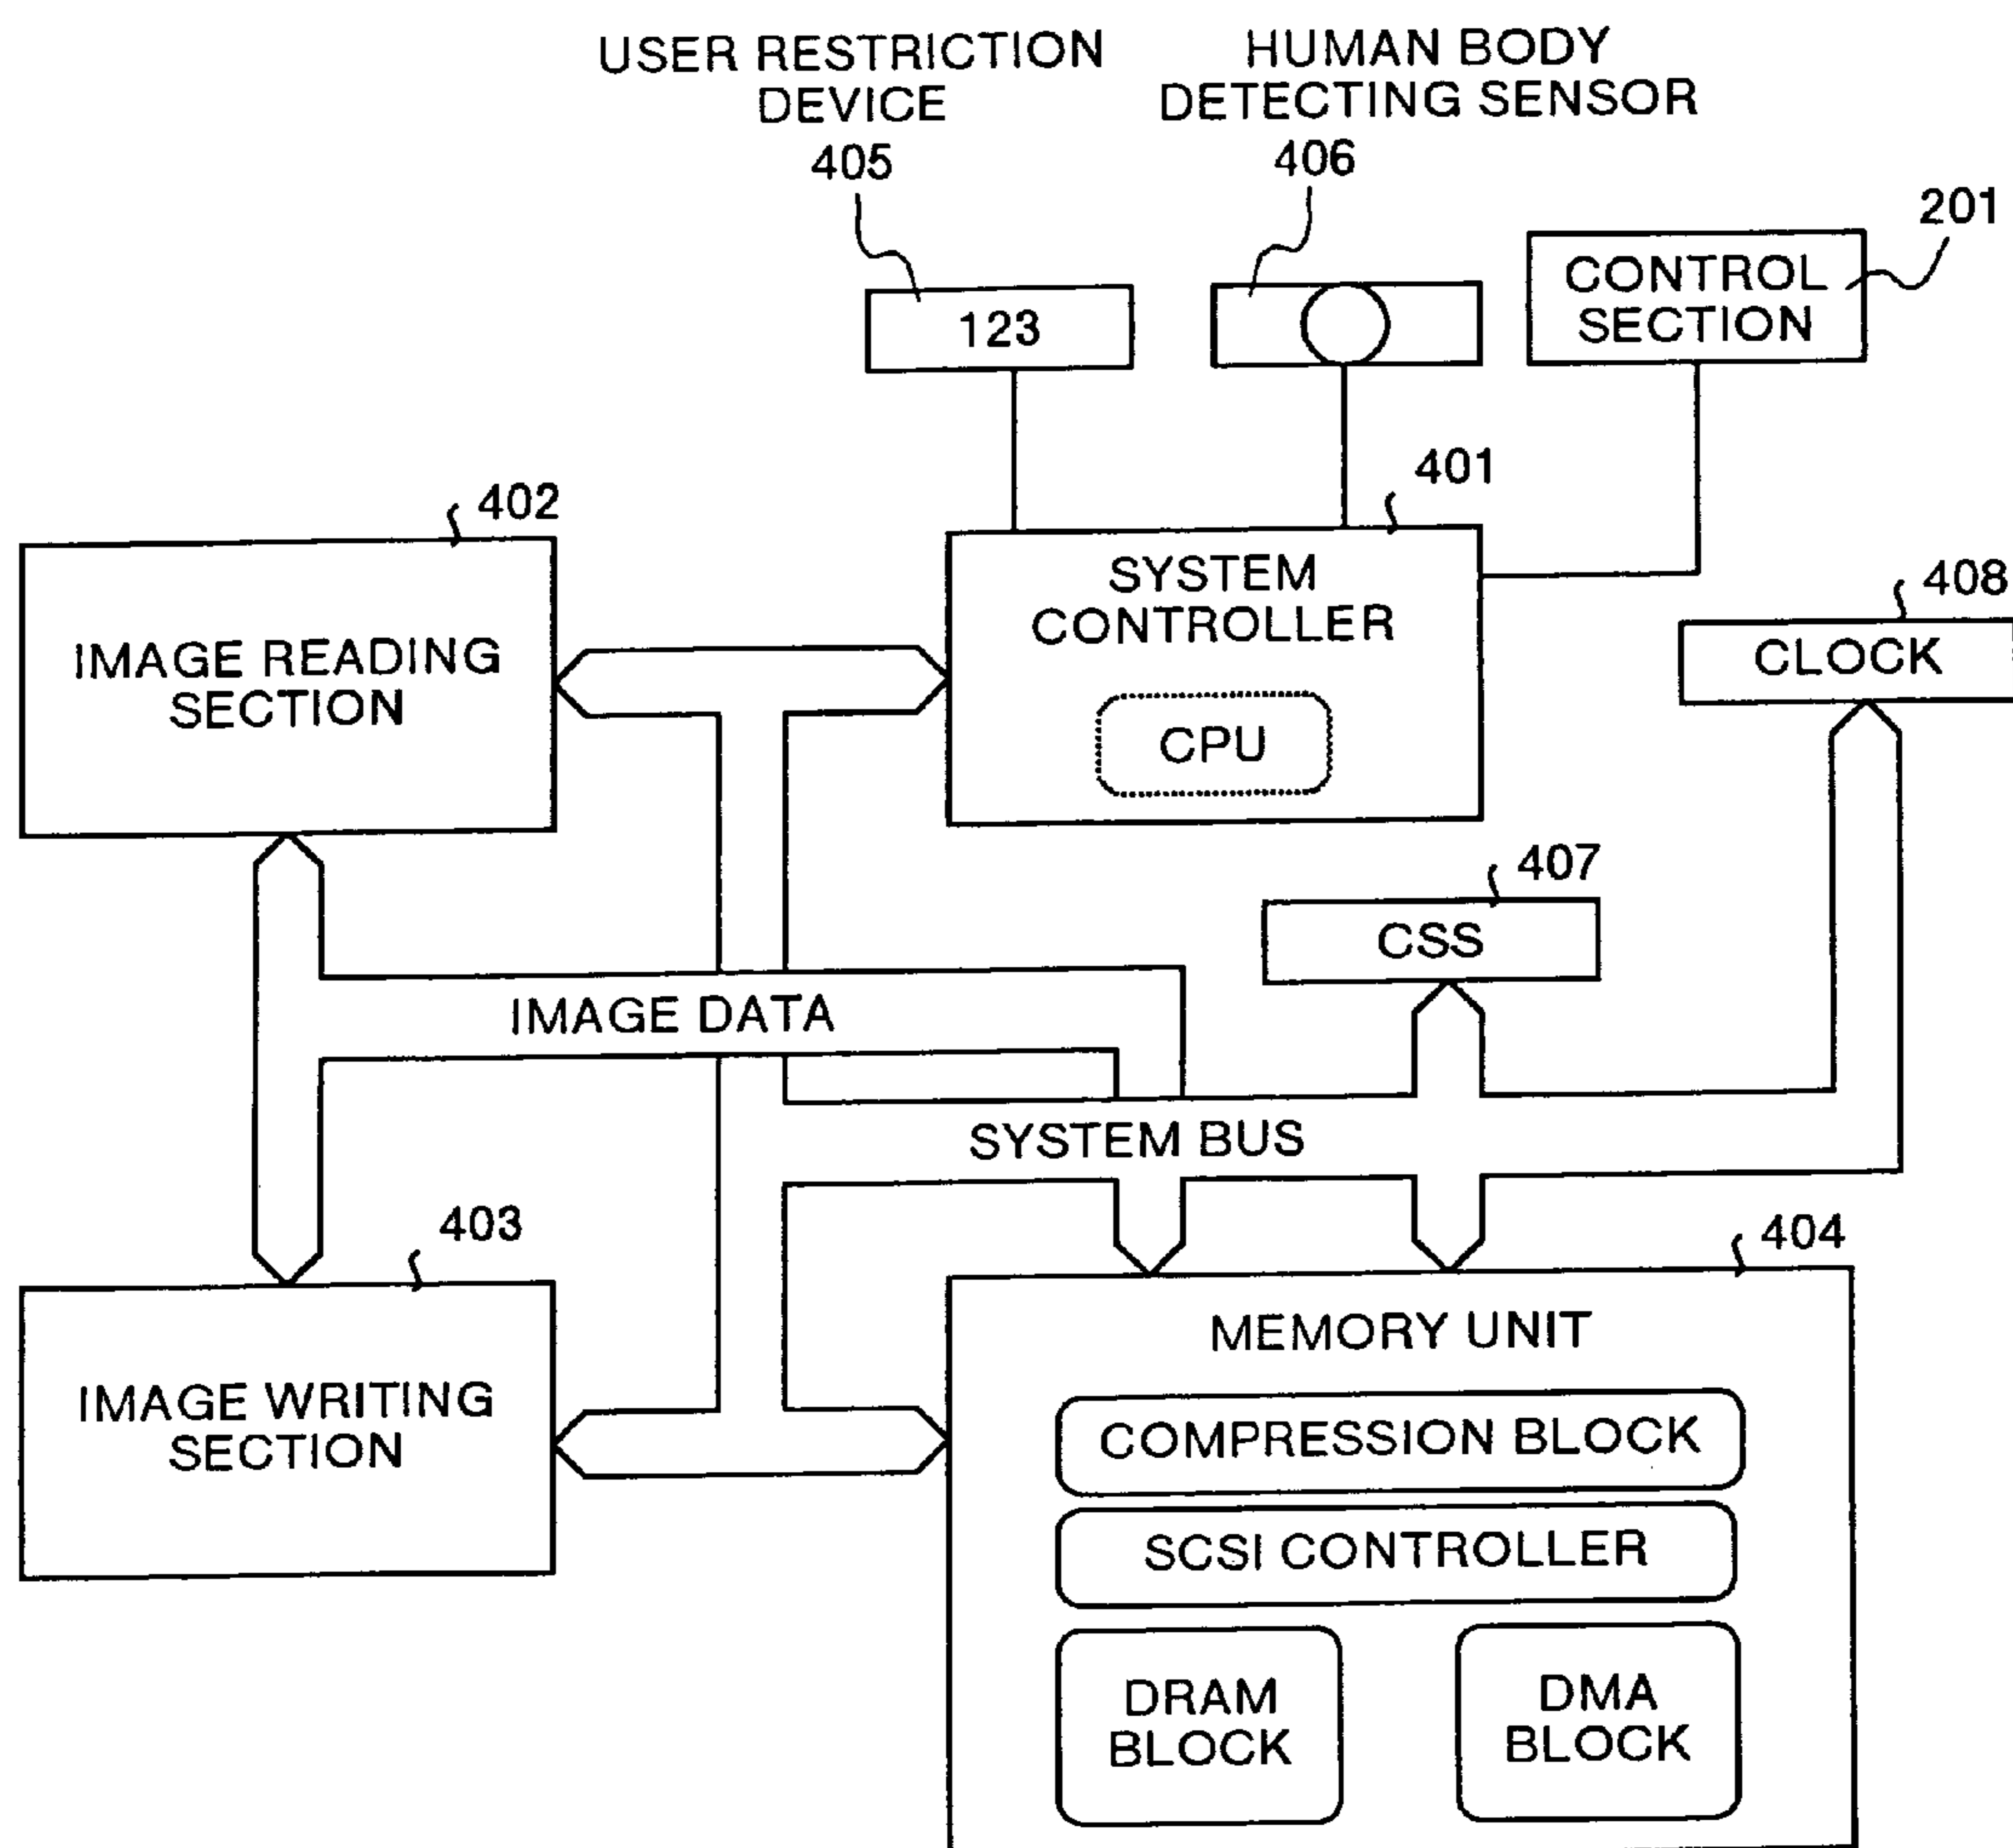 USER RESTRICTION
DEVICE
405
HUMAN BODY
DETECTING SENSOR
406
201
123
CONTROL
SECTION
401
402
SYSTEM
CONTROLLER
CPU
408
CLOCK
IMAGE READING
SECTION
407
CSS
IMAGE DATA
SYSTEM BUS
403
404
IMAGE WRITING
SECTION
MEMORY UNIT
COMPRESSION BLOCK
SCSI CONTROLLER
DRAM
BLOCK
DMA
BLOCK